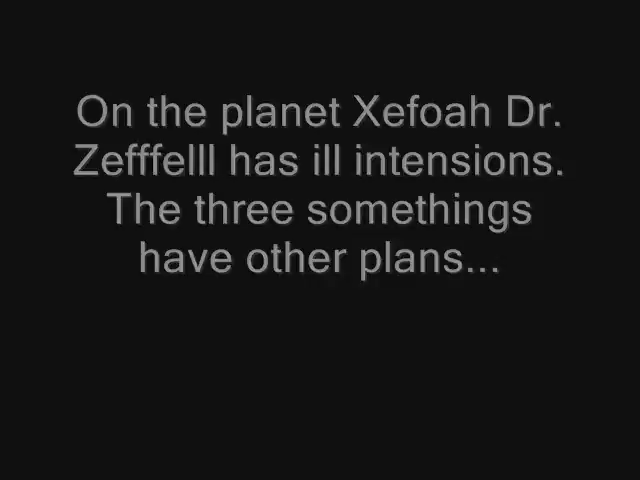 On the planet Xefoah Dr.
Zefffelll has ill intensions.
The three somethings
have other plans...